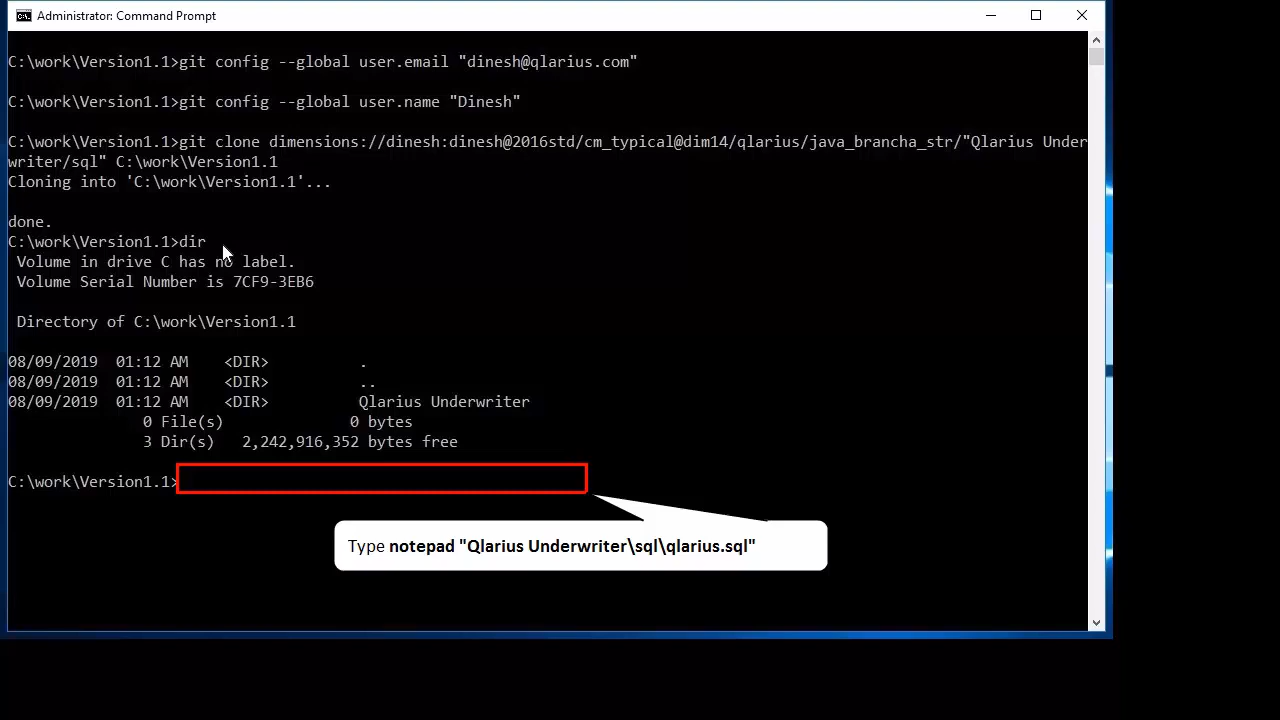 Administrator: Command Prompt
C:\work\Version1.1>git config --global user.email "dinesh@qlarius.com"
C:\work\Version1.1>git config --global user.name "Dinesh"
C:\work\Version1.1>git clone dimensions://dinesh:dinesh@2016std/cm_typical@dim14/qlarius/java_brancha_str/"Qlarius Under
writer/sql" C:\work\Version1.1
Cloning into 'C:\work\Version1.1'...
done.
C:\work\Version1.1>dir
Volume in drive C has no label.
Volume Serial Number is 7CF9-3EB6
Directory of C:\work\Version1.1
08/09/2019  01:12 AM    <DIR>          .
08/09/2019  01:12 AM    <DIR>          ..
08/09/2019  01:12 AM    <DIR>          Qlarius Underwriter
0 File(s)              0 bytes
3 Dir(s)   2,242,916,352 bytes free
C:\work\Version1.1>
Type notepad "Qlarius Underwriter\sql\qlarius.sql"